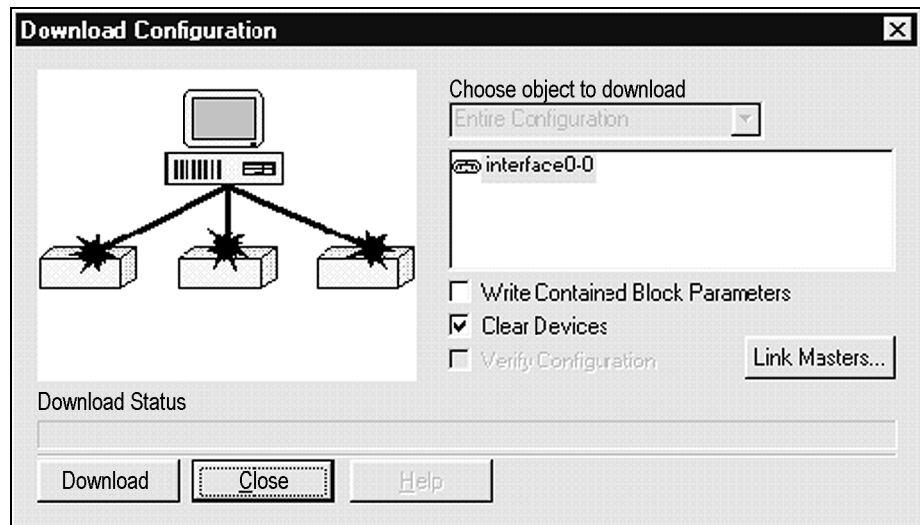 Download Configuration
Choose object to download
Entire Configuration
interface0-0
Write Contained Block Parameters
Clear Devices
Verify Configuration
Link Masters...
Download Status
Download
Close
Help